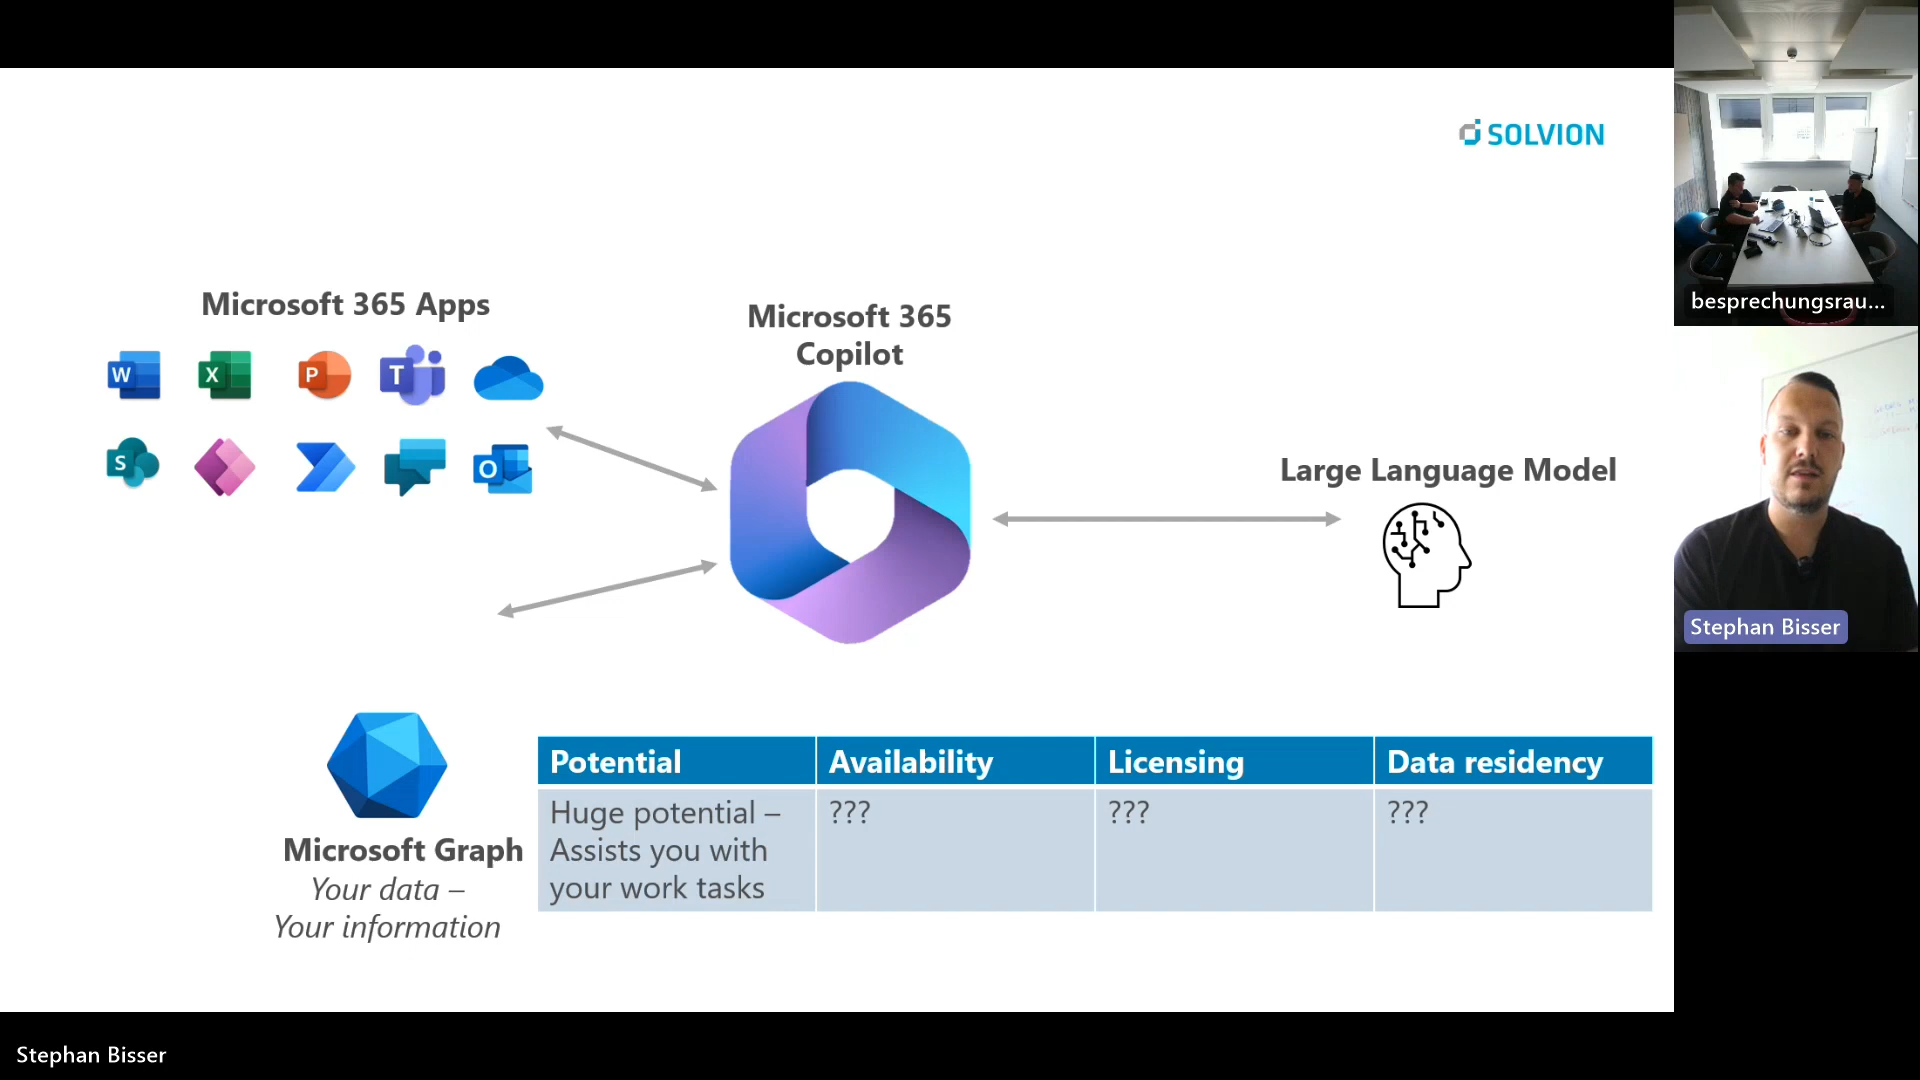 SOLVION
Microsoft 365 Apps
W
X
P
T
S
O
Microsoft 365
Copilot
Large Language Model
Microsoft Graph
Your data –
Your information
Potential
Availability
Licensing
Data residency
Huge potential –
Assists you with
your work tasks
???
???
???
besprechungsrau...
Stephan Bisser
Stephan Bisser